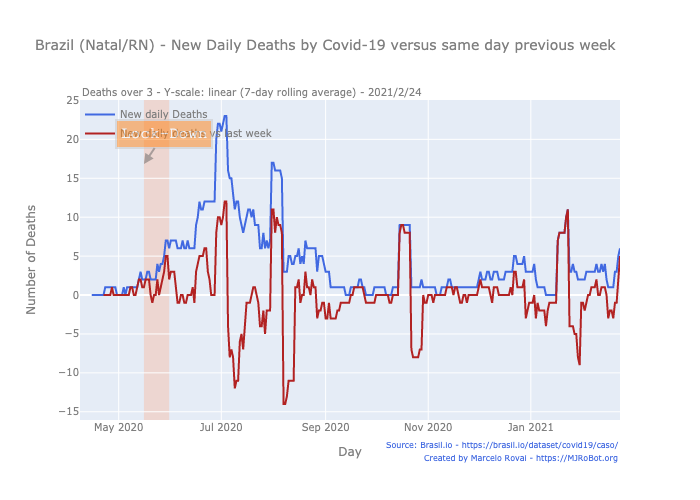 Brazil (Natal/RN) - New Daily Deaths by Covid-19 versus same day previous week
Deaths over 3 - Y-scale: linear (7-day rolling average) - 2021/2/24
New daily Deaths
New daily Deaths vs last week
25
20
15
10
5
0
−5
−10
−15
Number of Deaths
May 2020
Jul 2020
Sep 2020
Nov 2020
Jan 2021
Day
Source: Brasil.io - https://brasil.io/dataset/covid19/caso/
Created by Marcelo Rovai - https://MJRoBot.org